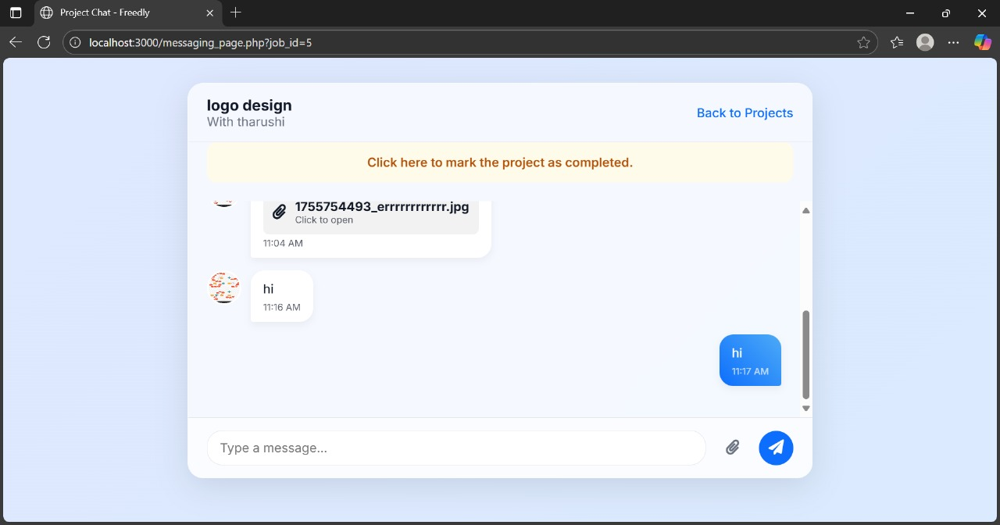 Project Chat - Freedly
localhost:3000/messaging_page.php?job_id=5
logo design
With tharushi
Back to Projects
Click here to mark the project as completed.
1755754493_errrrrrrrrrrr.jpg
Click to open
11:04 AM
hi
11:16 AM
hi
11:17 AM
Type a message...